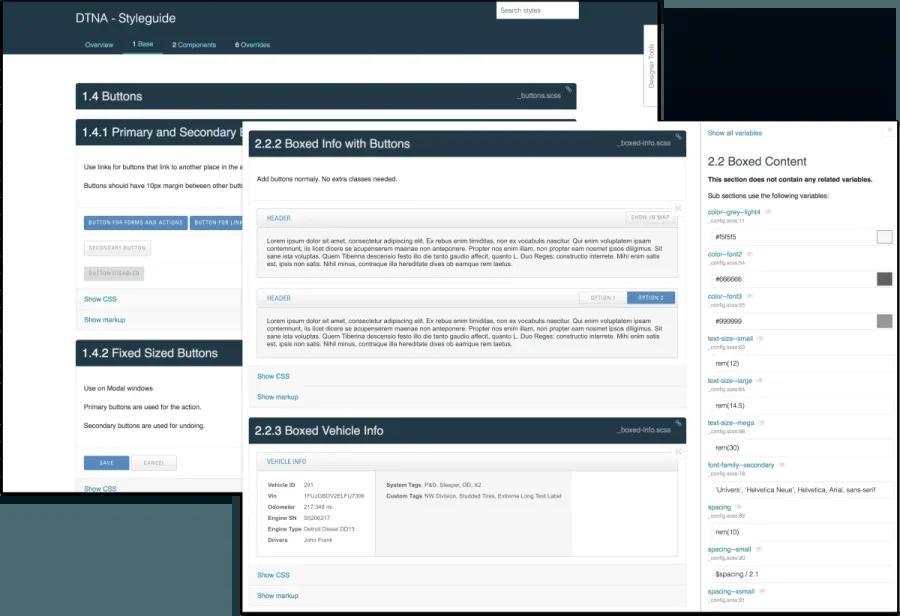 DTNA - Styleguide
Search styles
Overview
1 Base
2 Components
6 Overrides
Designer Tools
1.4 Buttons
_buttons.scss
1.4.1 Primary and Secondary
Use links for buttons that link to another place in the
Buttons should have 10px margin between other
BUTTON FOR FORMS AND ACTIONS
BUTTON FOR
SECONDARY BUTTON
BUTTON DISABLED
Show CSS
Show markup
1.4.2 Fixed Sized Buttons
Use on Modal windows
Primary buttons are used for the action.
Secondary buttons are used for undoing.
SAVE
CANCEL
Show CSS
2.2.2 Boxed Info with Buttons
_boxed-info.scss
Add buttons normaly. No extra classes needed.
HEADER
SHOW IN MAP
Lorem ipsum dolor sit amet, consectetur adipiscing elit. Ex rebus enim timiditas, non ex vocabulis nascitur. Qui enim voluptatem ipsam
contemnunt, iis licet dicere se acupenserem maenas non anteponere. Propter nos enim illam, non propter eam nosmet ipsos diligimus. Sit
sane ista voluptas. Quem Tiberina descensio festo illo die tanto gaudio affecit, quanto L. Duo Reges: constructio interrete. Mihi enim satis
est, ipsis non satis. Nihil minus, contraque illa hereditate dives ob eamque rem laetus.
HEADER
OPTION 1
OPTION 2
Lorem ipsum dolor sit amet, consectetur adipiscing elit. Ex rebus enim timiditas, non ex vocabulis nascitur. Qui enim voluptatem ipsam
contemnunt, iis licet dicere se acupenserem maenas non anteponere. Propter nos enim illam, non propter eam nosmet ipsos diligimus. Sit
sane ista voluptas. Quem Tiberina descensio festo illo die tanto gaudio affecit, quanto L. Duo Reges: constructio interrete. Mihi enim satis
est, ipsis non satis. Nihil minus, contraque illa hereditate dives ob eamque rem laetus.
Show CSS
Show markup
2.2.3 Boxed Vehicle Info
_boxed-info.scss
VEHICLE INFO
Vehicle ID 291
Vin 1FUJGBDV2ELFU7306
Odometer 217,348 mi
Engine SN S0206217
Engine Type Detroit Diesel DD13
Drivers John Frank
System Tags P&D, Sleeper, OD, X2
Custom Tags NW Division, Studded Tires, Extreme Long Test Label
Show CSS
Show markup
Show all variables
2.2 Boxed Content
This section does not contain any related variables.
Sub sections use the following variables:
color--grey--light4
_config.scss:11
#f5f5f5
color--font2
_config.scss:54
#666666
color--font3
_config.scss:55
#999999
text-size--small
_config.scss:63
rem(12)
text-size--large
_config.scss:64
rem(14.5)
text-size--mega
_config.scss:68
rem(30)
font-family--secondary
_config.scss:78
'Univers', 'Helvetica Neue', Helvetica, Arial, sans-serif
spacing
_config.scss:89
rem(10)
spacing--small
_config.scss:90
$spacing / 2.1
spacing--xsmall
_config.scss:91